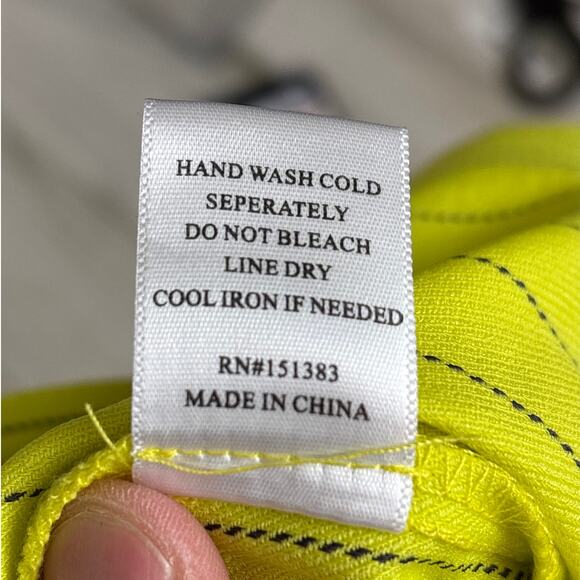 HAND WASH COLD
SEPERATELY
DO NOT BLEACH
LINE DRY
COOL IRON IF NEEDED
RN#151383
MADE IN CHINA